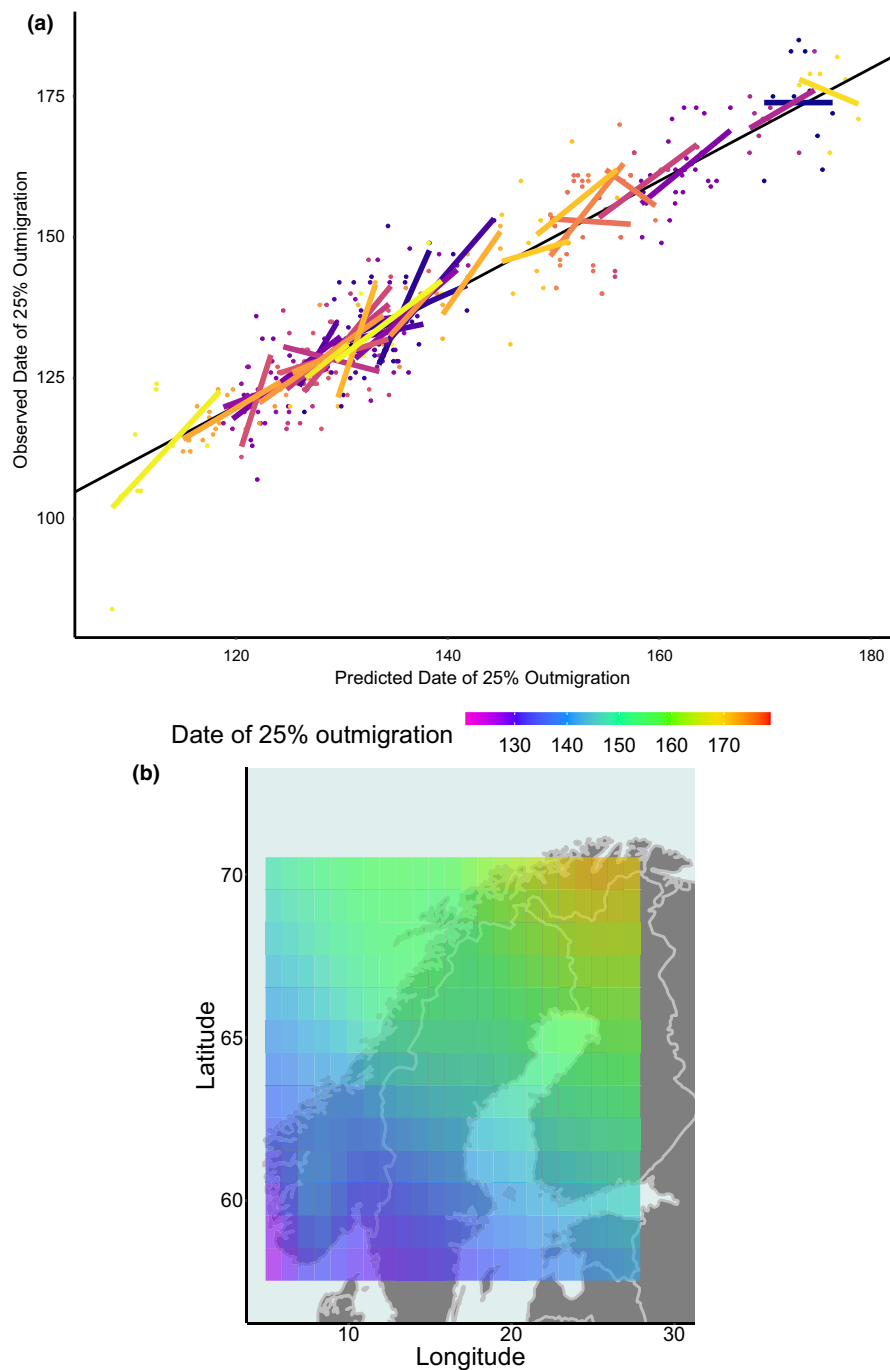 (a)
Observed Date of 25% Outmigration
175
150
125
100
120 140 160 180
Predicted Date of 25% Outmigration
Date of 25% outmigration
130 140 150 160 170
(b)
Latitude
70
65
60
10 20 30
Longitude